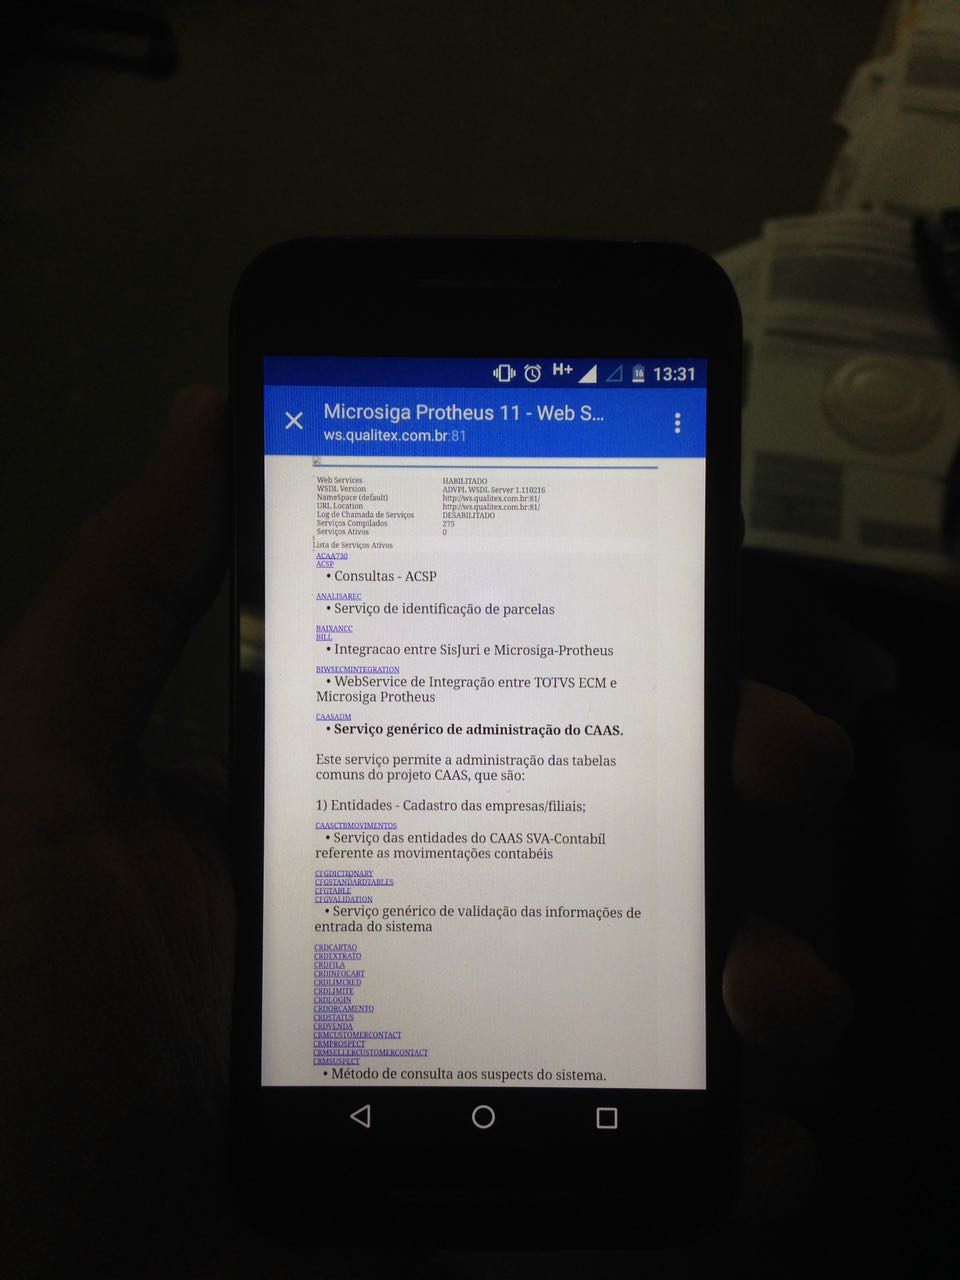 H+
16
13:31
Microsiga Protheus 11 - Web S...
ws.qualitex.com.br:81
Web Services HABILITADO
WSDL Version ADVPL WSDL Server 1.110216
NameSpace (default) http://ws.qualitex.com.br:81/
URL Location http://ws.qualitex.com.br:81/
Log de Chamada de Serviços DESABILITADO
Serviços Compilados 275
Serviços Ativos 0
Lista de Serviços Ativos
ACAA730
ACSP
• Consultas - ACSP
ANALISAREC
• Serviço de identificação de parcelas
BAIXANCC
BILL
• Integracao entre SisJuri e Microsiga-Protheus
BIWSECMINTEGRATION
• WebService de Integração entre TOTVS ECM e
Microsiga Protheus
CAASADM
• Serviço genérico de administração do CAAS.
Este serviço permite a administração das tabelas
comuns do projeto CAAS, que são:
1) Entidades - Cadastro das empresas/filiais;
CAASCTBMOVIMENTOS
• Serviço das entidades do CAAS SVA-Contabíl
referente as movimentações contabéis
CFGDICTIONARY
CFGSTANDARDTABLES
CFGTABLE
CFGVALIDATION
• Serviço genérico de validação das informações de
entrada do sistema
CRDCARTAO
CRDEXTRATO
CRDFILA
CRDINFOCART
CRDLIMCRED
CRDLIMITE
CRDLOGIN
CRDORCAMENTO
CRDSTATUS
CRDVENDA
CRMCUSTOMERCONTACT
CRMPROSPECT
CRMSELLERCUSTOMERCONTACT
CRMSUSPECT
• Método de consulta aos suspects do sistema.